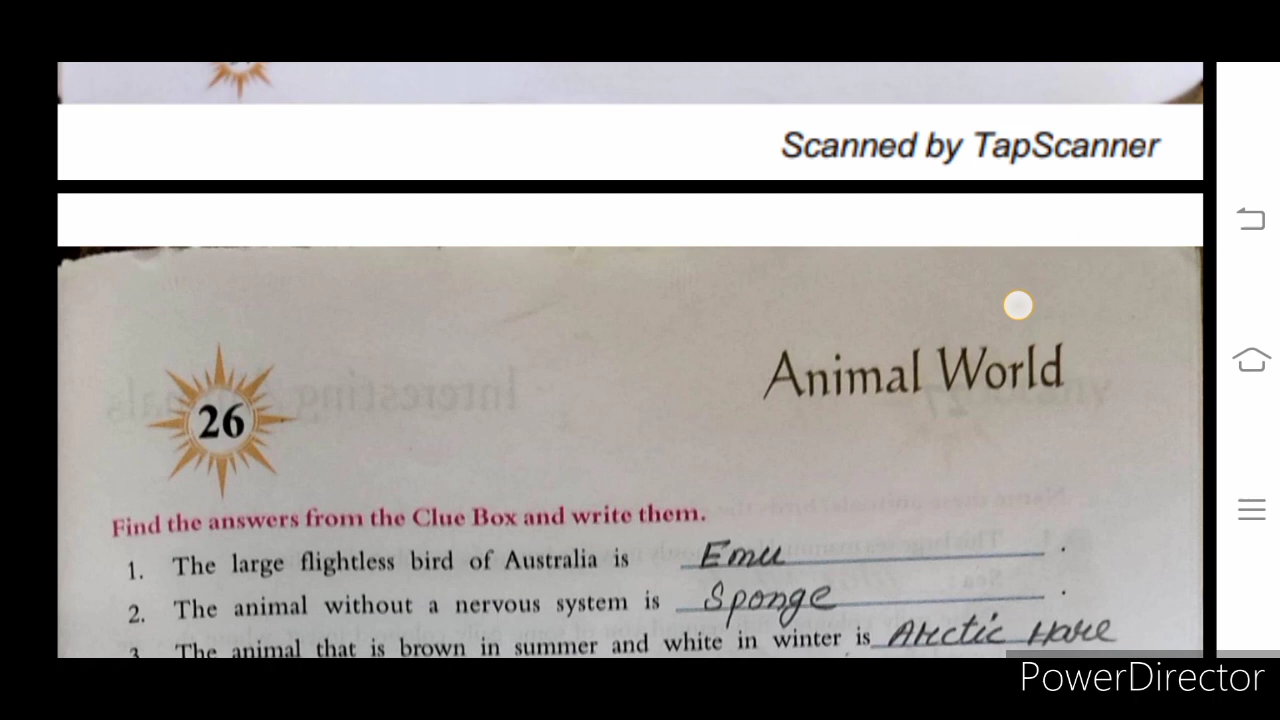 Scanned by TapScanner
26
Animal World
Find the answers from the Clue Box and write them.
1. The large flightless bird of Australia is Emu.
2. The animal without a nervous system is Sponge.
3. The animal that is brown in summer and white in winter is Arctic Hare
PowerDirector